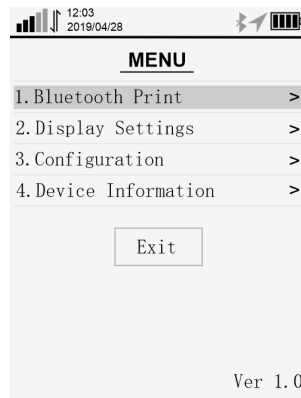 12:03
2019/04/28
MENU
1.Bluetooth Print >
2.Display Settings >
3.Configuration >
4.Device Information >
Exit
Ver 1.0